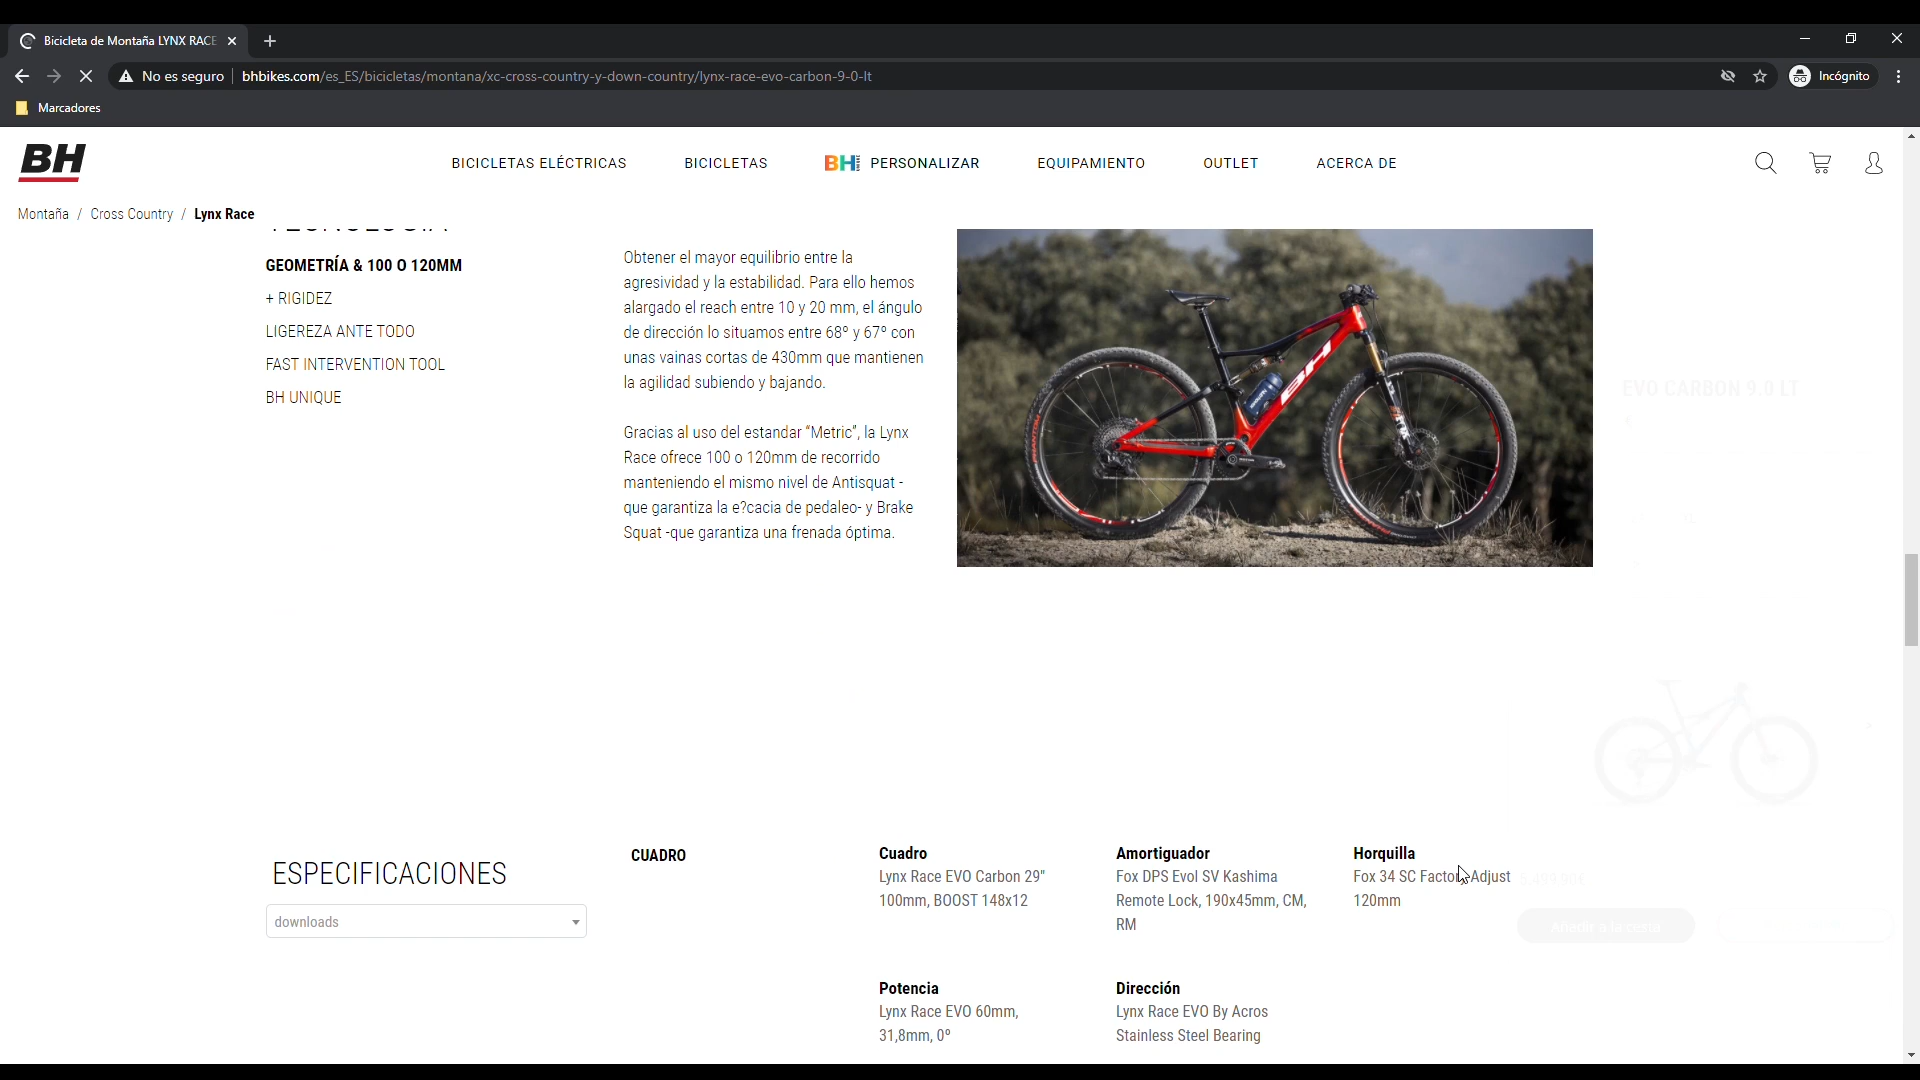 Bicicleta de Montaña LYNX RACE
No es seguro
bhbikes.com/es_ES/bicicletas/montana/xc-cross-country-y-down-country/lynx-race-evo-carbon-9-0-lt
Incógnito
Marcadores
BH
BICICLETAS ELÉCTRICAS
BICICLETAS
BH PERSONALIZAR
EQUIPAMIENTO
OUTLET
ACERCA DE
Montaña / Cross Country / Lynx Race
TECNOLOGÍA
GEOMETRÍA & 100 O 120MM
+ RIGIDEZ
LIGEREZA ANTE TODO
FAST INTERVENTION TOOL
BH UNIQUE
Obtener el mayor equilibrio entre la
agresividad y la estabilidad. Para ello hemos
alargado el reach entre 10 y 20 mm, el ángulo
de dirección lo situamos entre 68º y 67º con
unas vainas cortas de 430mm que mantienen
la agilidad subiendo y bajando.
Gracias al uso del estandar “Metric”, la Lynx
Race ofrece 100 o 120mm de recorrido
manteniendo el mismo nivel de Antisquat -
que garantiza la e?cacia de pedaleo- y Brake
Squat -que garantiza una frenada óptima.
BH
EVO CARBON 9.0 LT
ESPECIFICACIONES
downloads
CUADRO
Cuadro
Lynx Race EVO Carbon 29"
100mm, BOOST 148x12
Amortiguador
Fox DPS Evol SV Kashima
Remote Lock, 190x45mm, CM,
RM
Horquilla
Fox 34 SC Factory Adjust
120mm
Añadir a la cesta
Potencia
Lynx Race EVO 60mm,
31,8mm, 0º
Dirección
Lynx Race EVO By Acros
Stainless Steel Bearing